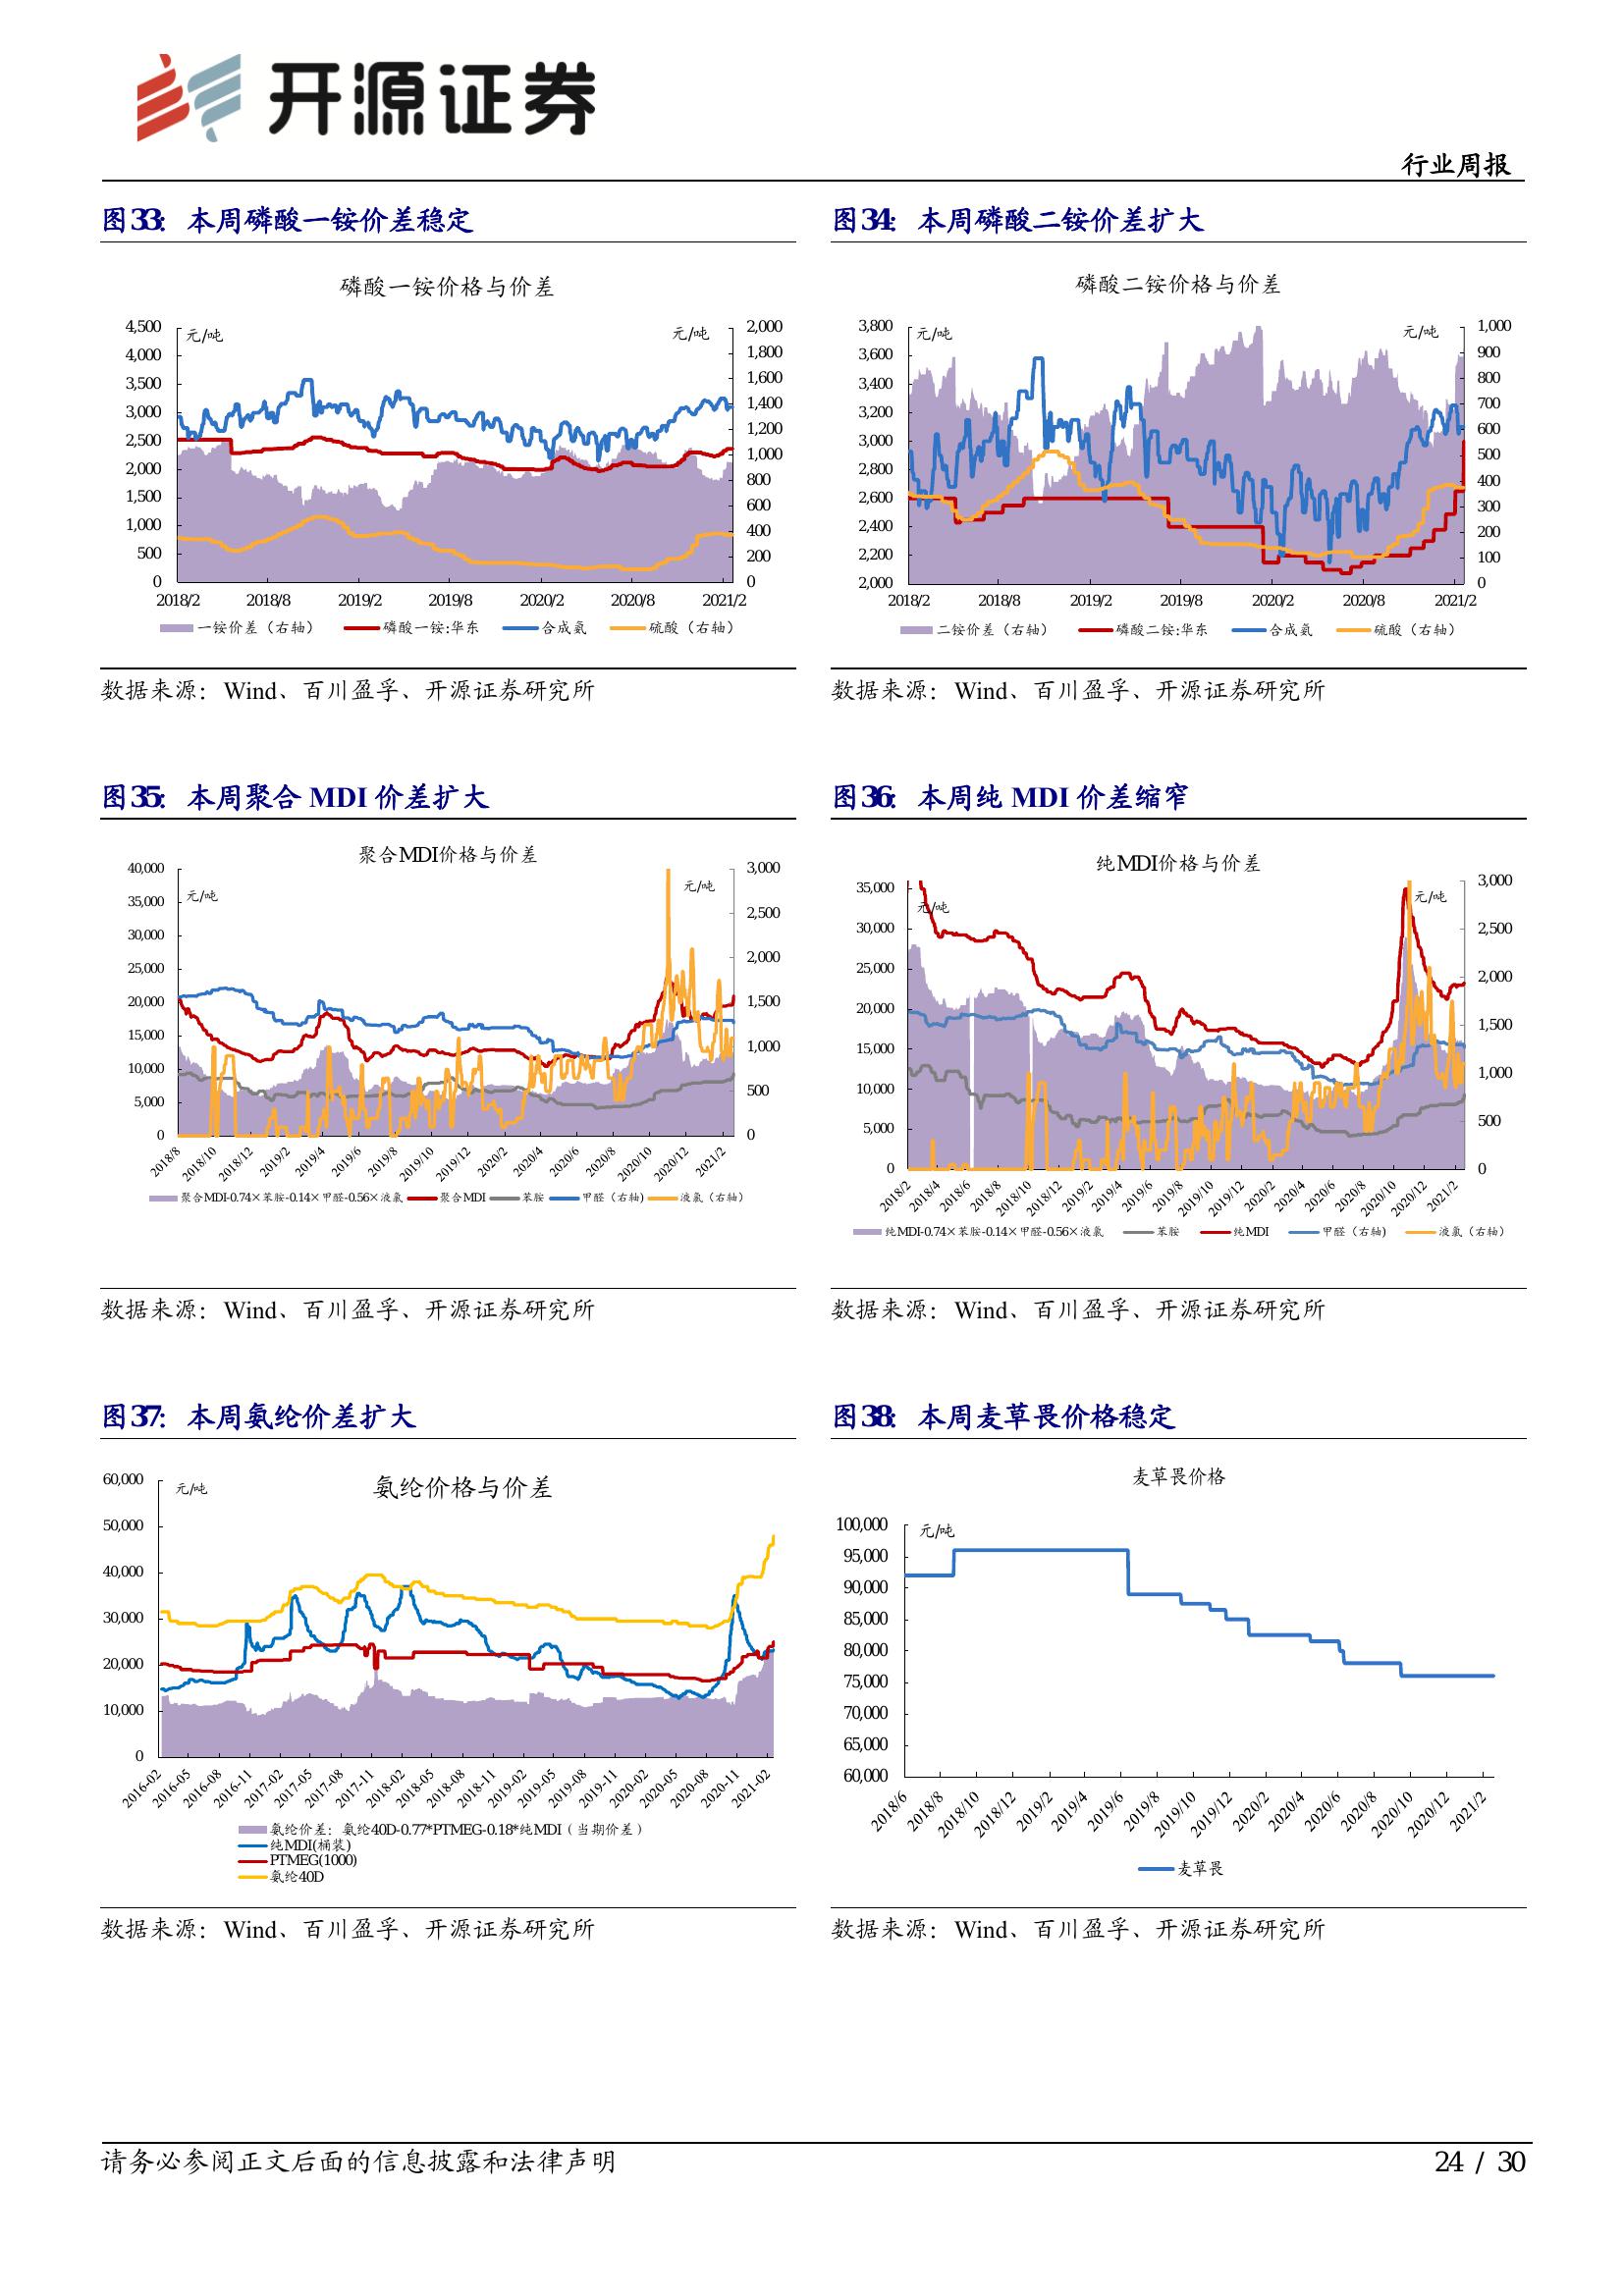 开源证券
行业周报
图33： 本周磷酸一铵价差稳定
磷酸一铵价格与价差
元/吨
元/吨
4,500
4,000
3,500
3,000
2,500
2,000
1,500
1,000
500
0
2,000
1,800
1,600
1,400
1,200
1,000
800
600
400
200
0
2018/2 2018/8 2019/2 2019/8 2020/2 2020/8 2021/2
一铵价差（右轴） 磷酸一铵:华东 合成氨 硫酸（右轴）
数据来源：Wind、百川盈孚、开源证券研究所
图34： 本周磷酸二铵价差扩大
磷酸二铵价格与价差
元/吨
元/吨
3,800
3,600
3,400
3,200
3,000
2,800
2,600
2,400
2,200
2,000
1,000
900
800
700
600
500
400
300
200
100
0
2018/2 2018/8 2019/2 2019/8 2020/2 2020/8 2021/2
二铵价差（右轴） 磷酸二铵:华东 合成氨 硫酸（右轴）
数据来源：Wind、百川盈孚、开源证券研究所
图35： 本周聚合 MDI 价差扩大
聚合MDI价格与价差
元/吨
元/吨
40,000
35,000
30,000
25,000
20,000
15,000
10,000
5,000
0
3,000
2,500
2,000
1,500
1,000
500
0
2018/8 2018/10 2018/12 2019/2 2019/4 2019/6 2019/8 2019/10 2019/12 2020/2 2020/4 2020/6 2020/8 2020/10 2020/12 2021/2
聚合MDI-0.74×苯胺-0.14×甲醛-0.56×液氯 聚合MDI 苯胺 甲醛（右轴） 液氯（右轴）
数据来源：Wind、百川盈孚、开源证券研究所
图36： 本周纯 MDI 价差缩窄
纯MDI价格与价差
元/吨
元/吨
35,000
30,000
25,000
20,000
15,000
10,000
5,000
0
3,000
2,500
2,000
1,500
1,000
500
0
2018/2 2018/4 2018/6 2018/8 2018/10 2018/12 2019/2 2019/4 2019/6 2019/8 2019/10 2019/12 2020/2 2020/4 2020/6 2020/8 2020/10 2020/12 2021/2
纯MDI-0.74×苯胺-0.14×甲醛-0.56×液氯 苯胺 纯MDI 甲醛（右轴） 液氯（右轴）
数据来源：Wind、百川盈孚、开源证券研究所
图37： 本周氨纶价差扩大
氨纶价格与价差
元/吨
60,000
50,000
40,000
30,000
20,000
10,000
0
2016-02 2016-05 2016-08 2016-11 2017-02 2017-05 2017-08 2017-11 2018-02 2018-05 2018-08 2018-11 2019-02 2019-05 2019-08 2019-11 2020-02 2020-05 2020-08 2020-11 2021-02
氨纶价差：氨纶40D-0.77*PTMEG-0.18*纯MDI（当期价差）
纯MDI(桶装)
PTMEG(1000)
氨纶40D
数据来源：Wind、百川盈孚、开源证券研究所
图38： 本周麦草畏价格稳定
麦草畏价格
元/吨
100,000
95,000
90,000
85,000
80,000
75,000
70,000
65,000
60,000
2018/6 2018/8 2018/10 2018/12 2019/2 2019/4 2019/6 2019/8 2019/10 2019/12 2020/2 2020/4 2020/6 2020/8 2020/10 2020/12 2021/2
麦草畏
数据来源：Wind、百川盈孚、开源证券研究所
请务必参阅正文后面的信息披露和法律声明
24 / 30